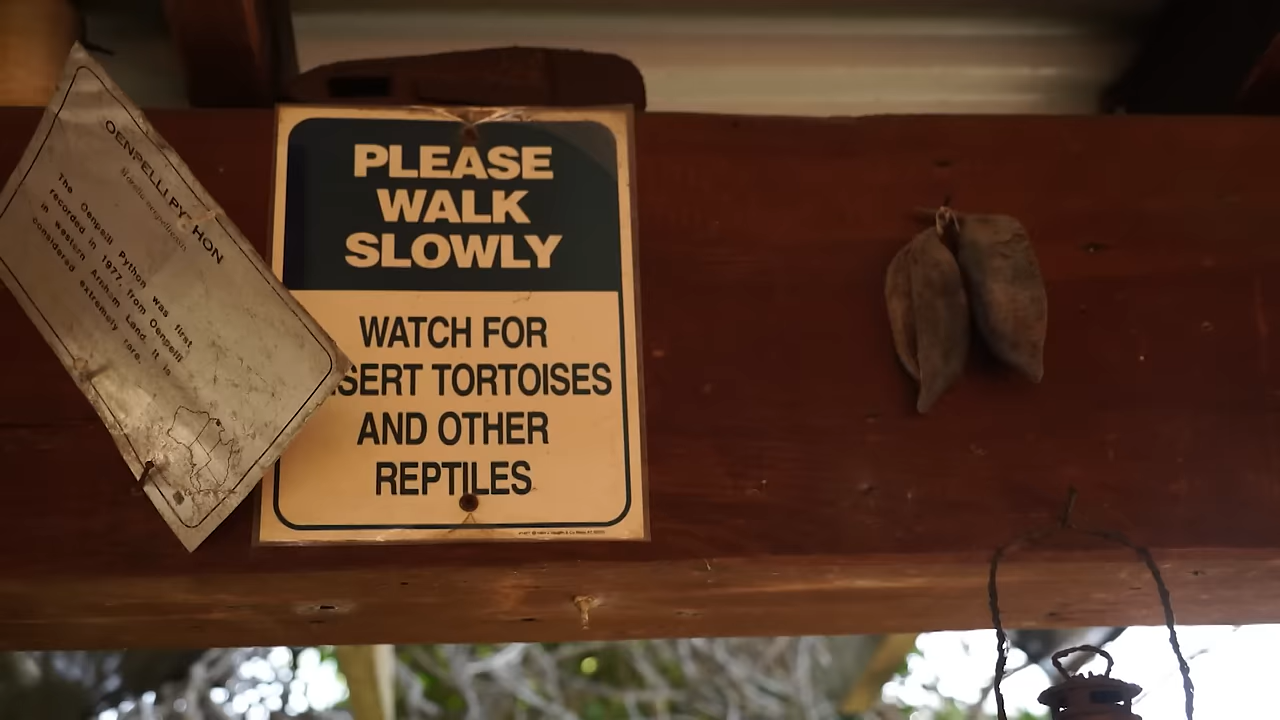 OENPELLI PYTHON
The Oenpelli Python was first
recorded in 1977, from Oenpelli
in western Arnhem Land. It is
considered extremely rare.
PLEASE
WALK
SLOWLY
WATCH FOR
SERT TORTOISES
AND OTHER
REPTILES